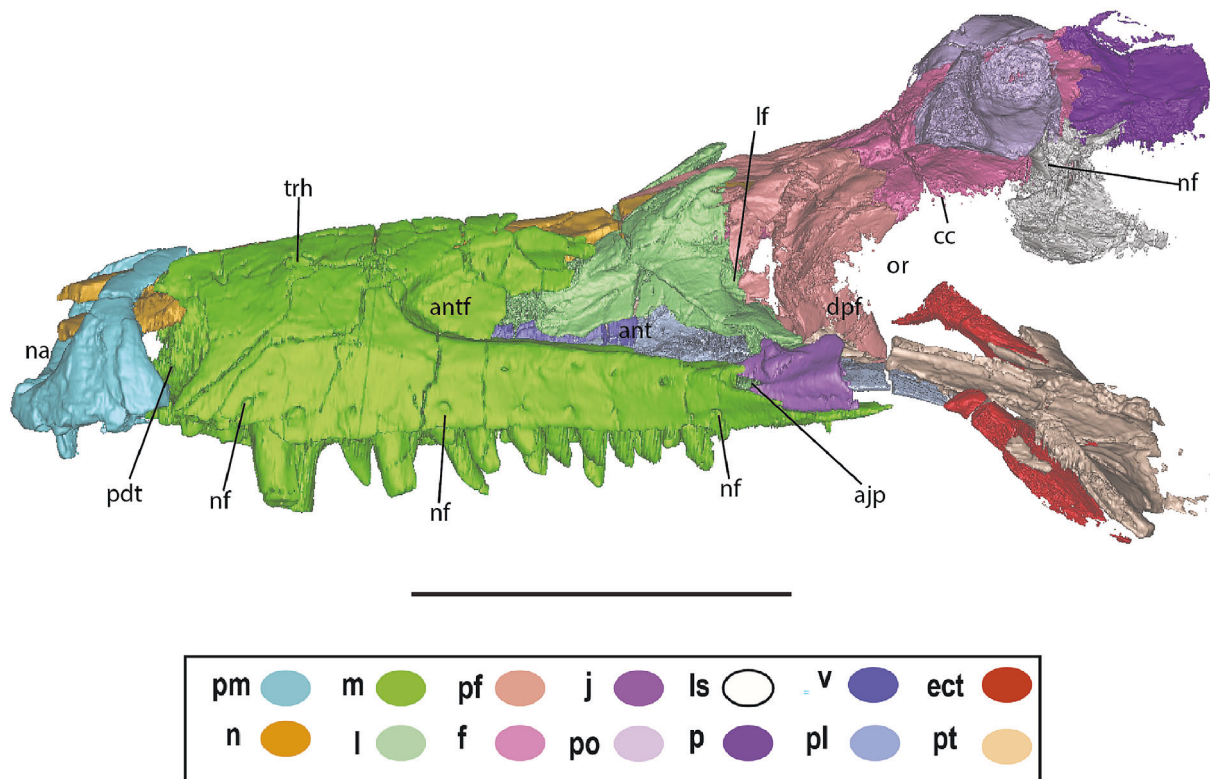 lf
trh
nf
cc
or
antf
ant
dpf
na
pdt
nf
nf
nf
ajp
pm m pf j ls v ect
n l f po p pl pt